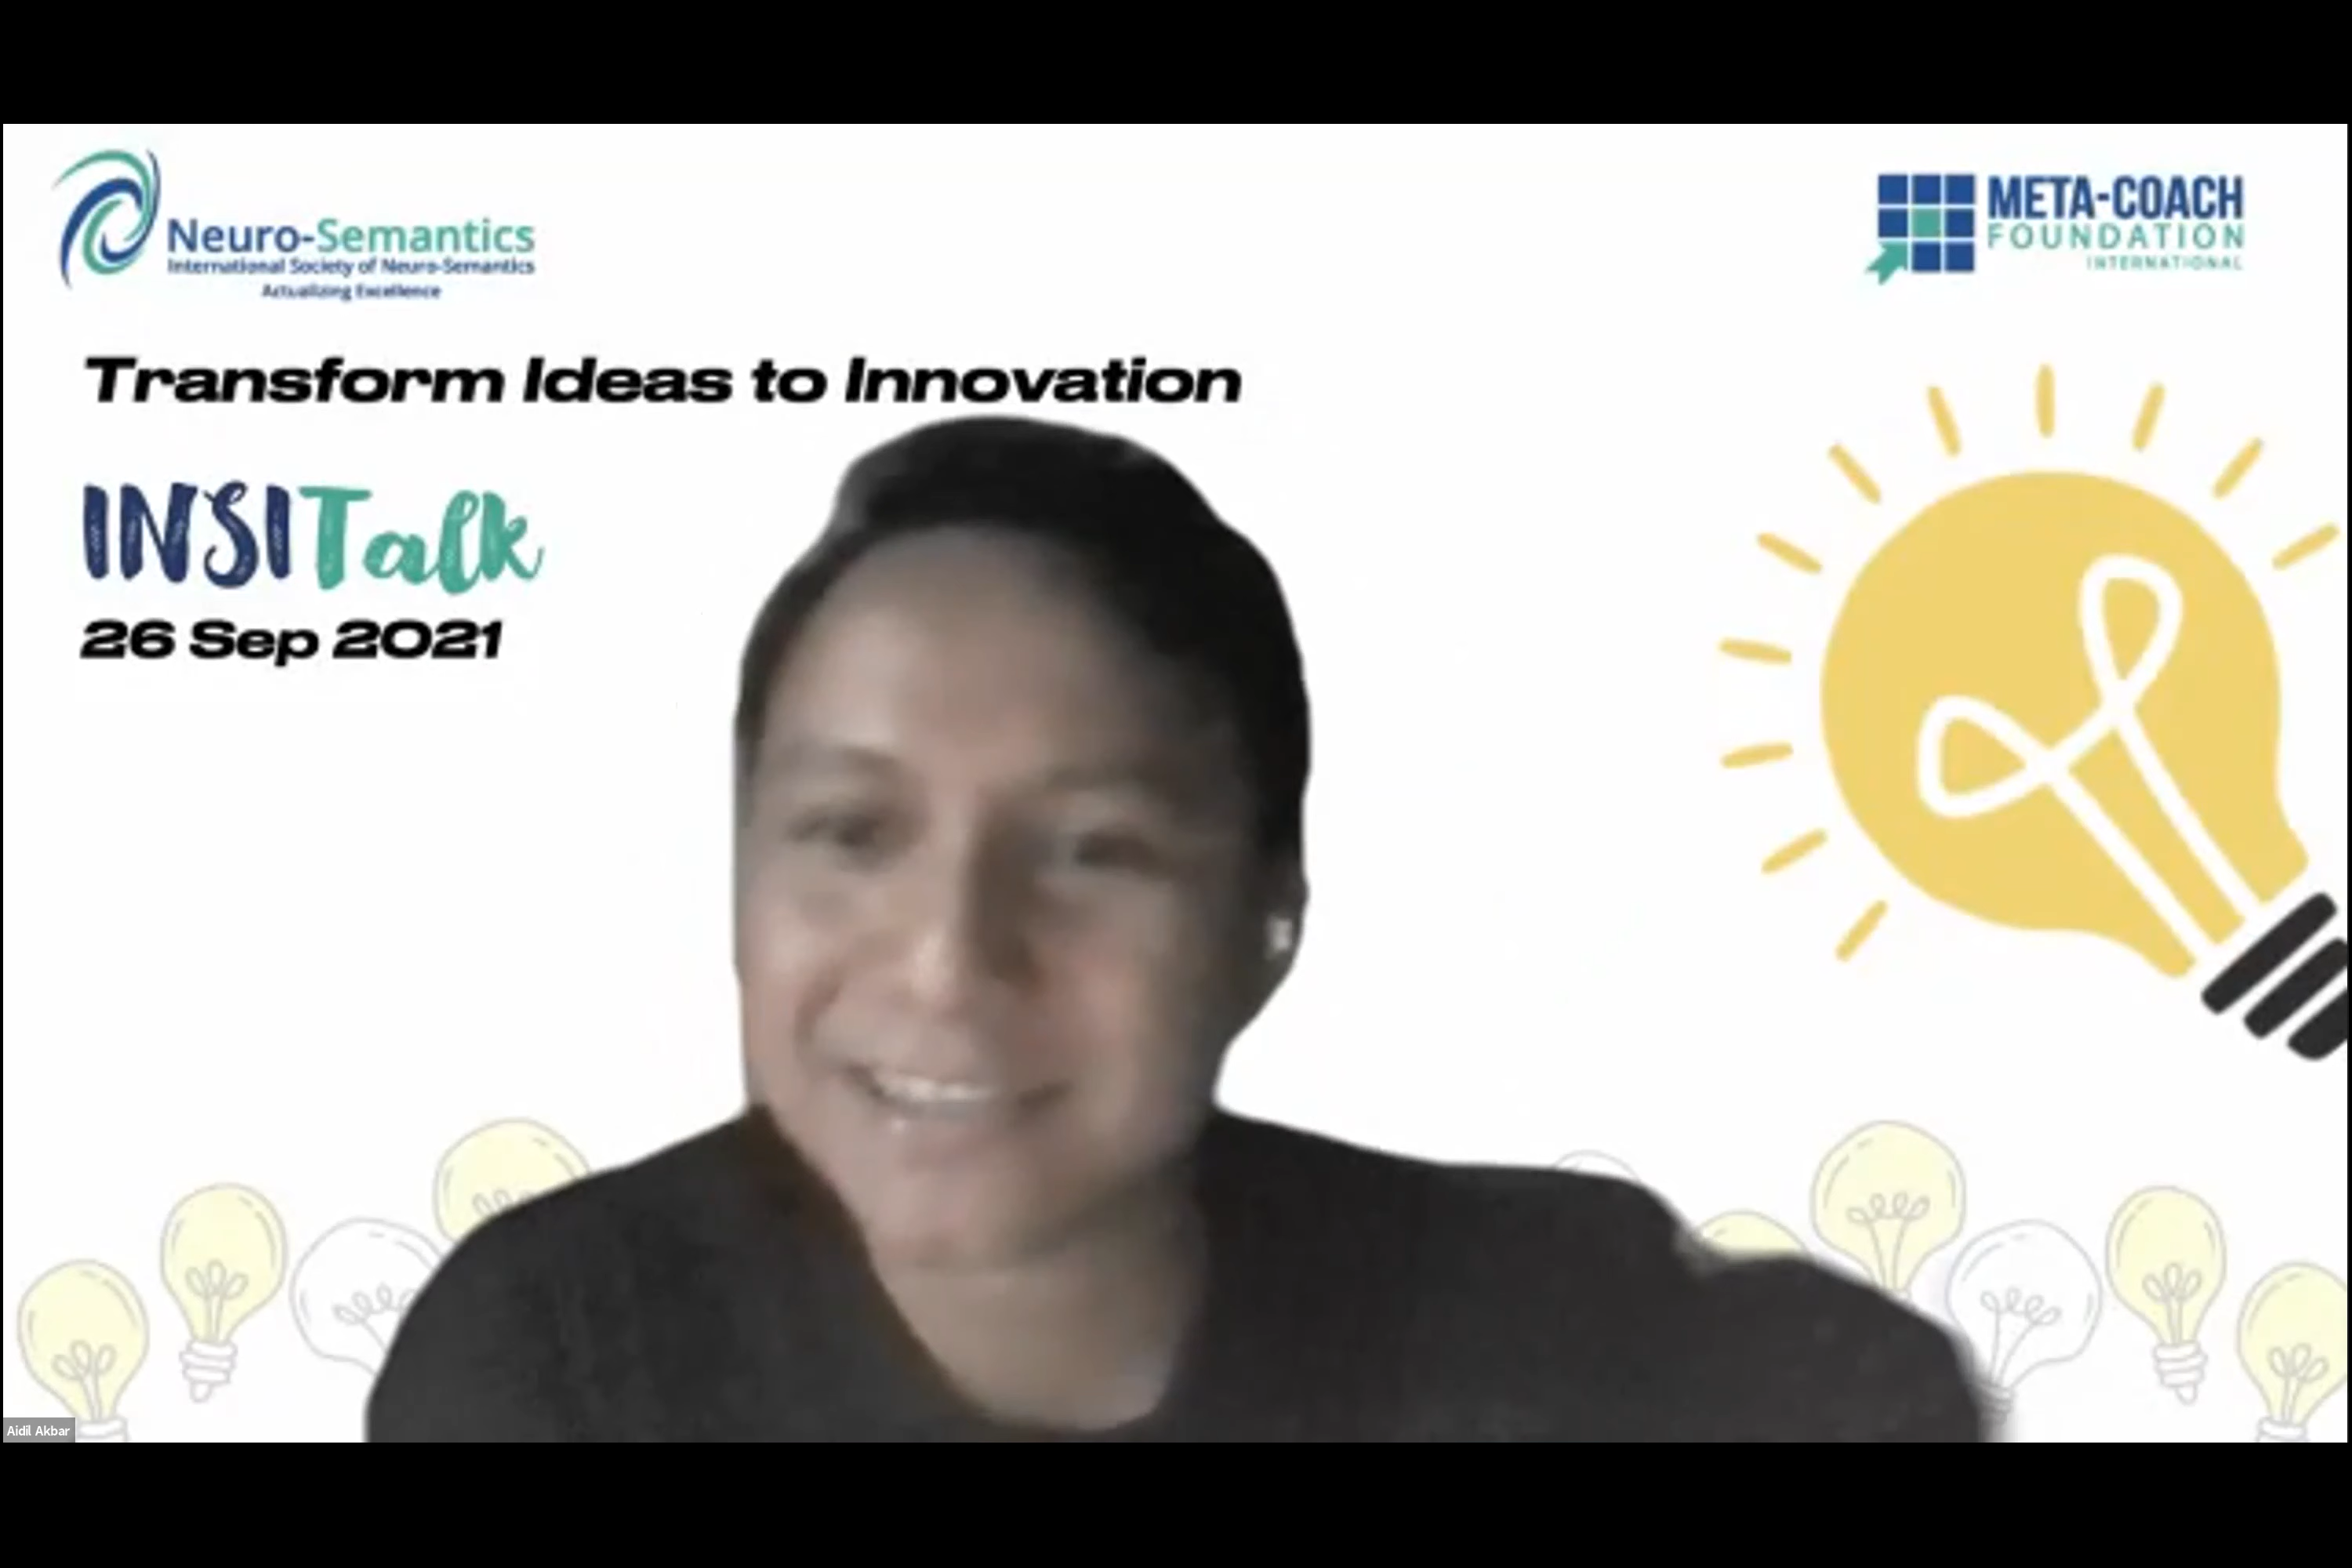 Neuro-Semantics
International Society of Neuro-Semantics
Actualizing Excellence
META-COACH
FOUNDATION
INTERNATIONAL
Transform Ideas to Innovation
INSITalk
26 Sep 2021
Aidil Akbar